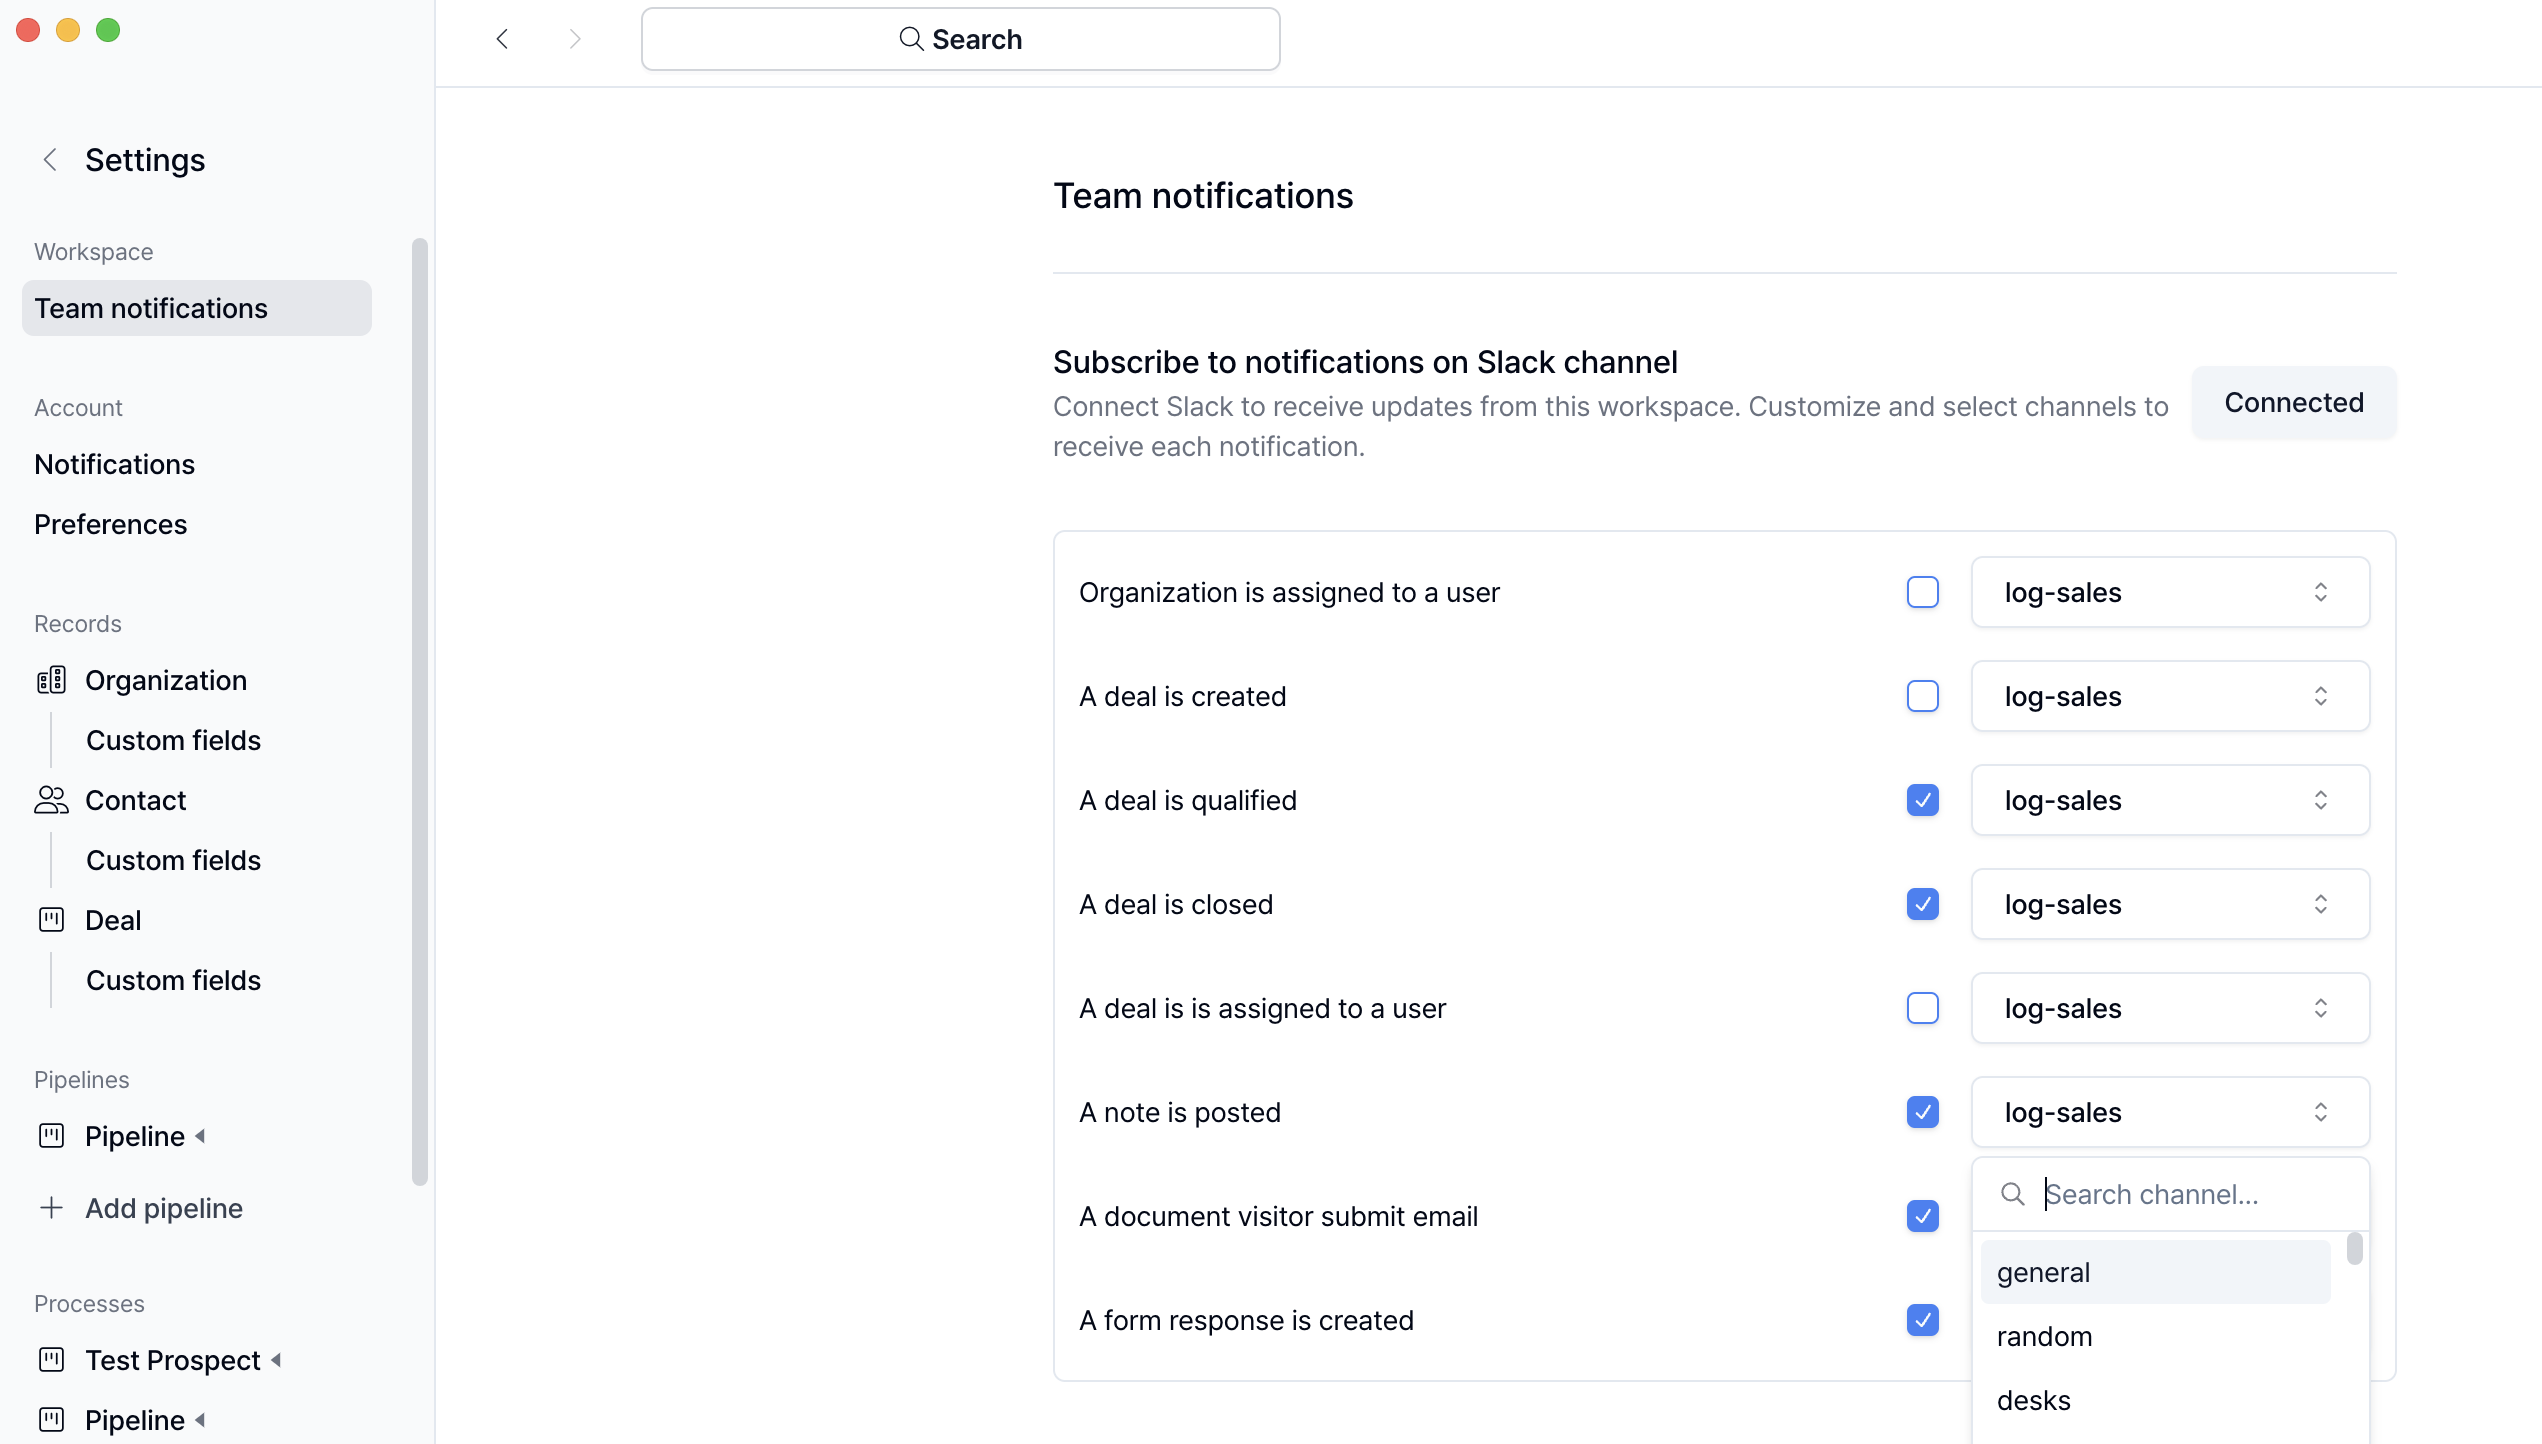 Search
Settings
Workspace
Team notifications
Account
Notifications
Preferences
Records
Organization
Custom fields
Contact
Custom fields
Deal
Custom fields
Pipelines
Pipeline
Add pipeline
Processes
Test Prospect
Pipeline
Team notifications
Subscribe to notifications on Slack channel
Connect Slack to receive updates from this workspace. Customize and select channels to
receive each notification.
Connected
Organization is assigned to a user
log-sales
A deal is created
log-sales
A deal is qualified
log-sales
A deal is closed
log-sales
A deal is is assigned to a user
log-sales
A note is posted
log-sales
A document visitor submit email
A form response is created
Search channel...
general
random
desks